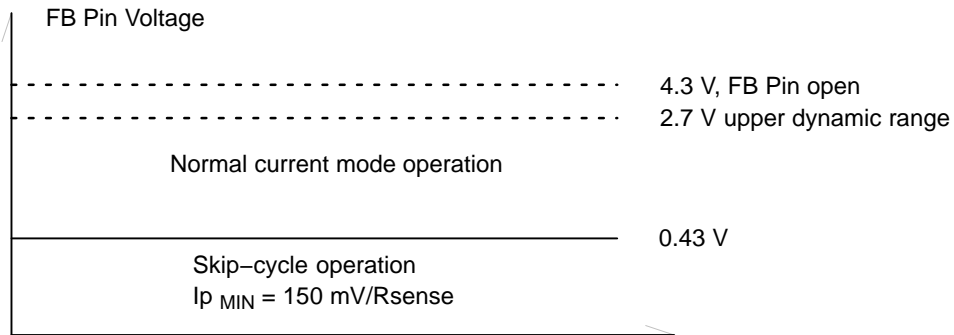 FB Pin Voltage
4.3 V, FB Pin open
2.7 V upper dynamic range
Normal current mode operation
0.43 V
Skip−cycle operation
Ip MIN = 150 mV/Rsense